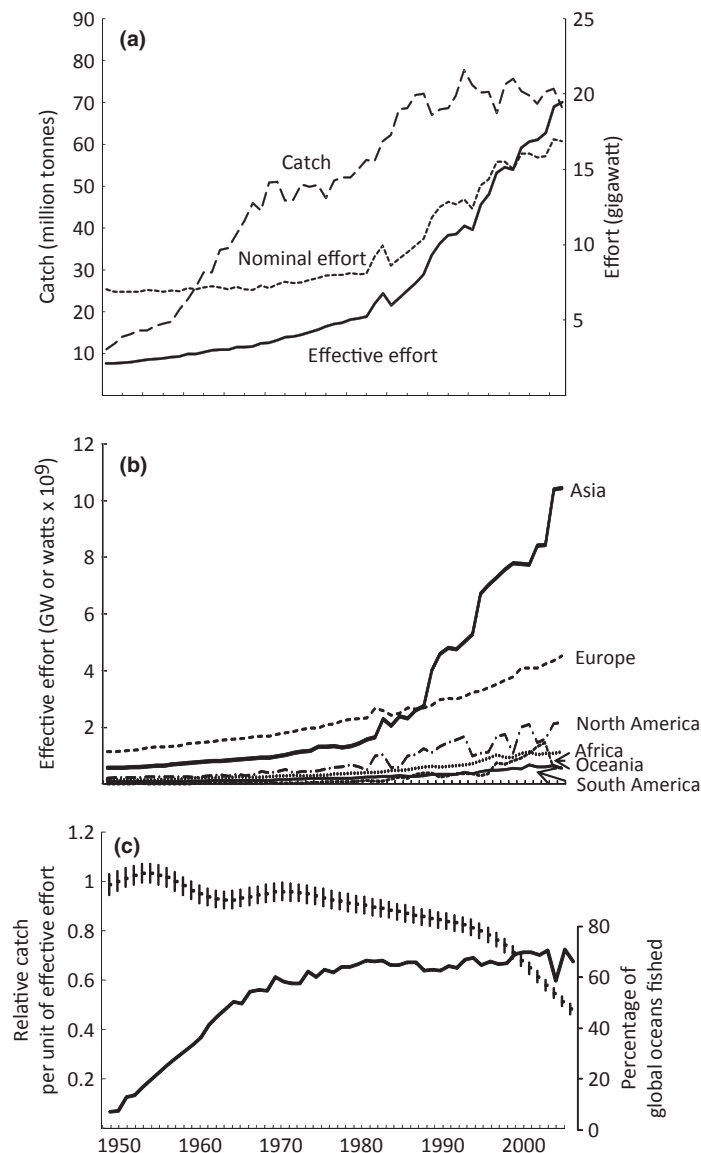 (a)
90
80
70
60
50
40
30
20
10
Catch (million tonnes)
25
20
15
10
5
Effort (gigawatt)
Catch
Nominal effort
Effective effort
(b)
12
10
8
6
4
2
Effective effort (GW or watts x 10⁹)
Asia
Europe
North America
Africa
Oceania
South America
(c)
1.2
1
0.8
0.6
0.4
0.2
Relative catch
per unit of effective effort
80
60
40
20
0
Percentage of
global oceans fished
1950 1960 1970 1980 1990 2000